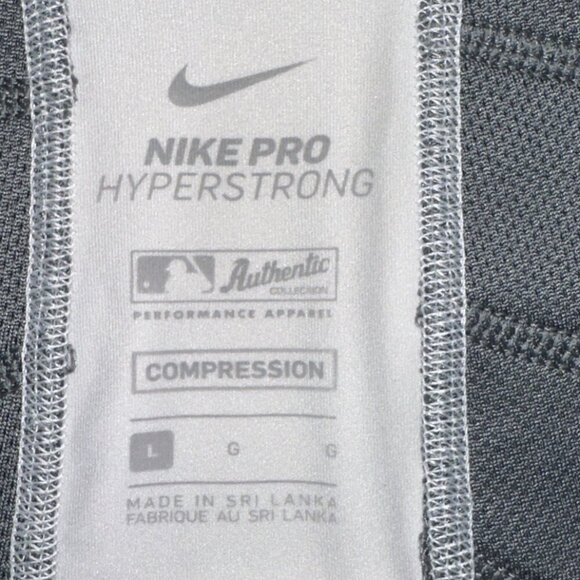 NIKE PRO
HYPERSTRONG
Authentic
COLLECTION
PERFORMANCE APPAREL
COMPRESSION
L G G
MADE IN SRI LANKA
FABRIQUE AU SRI LANKA